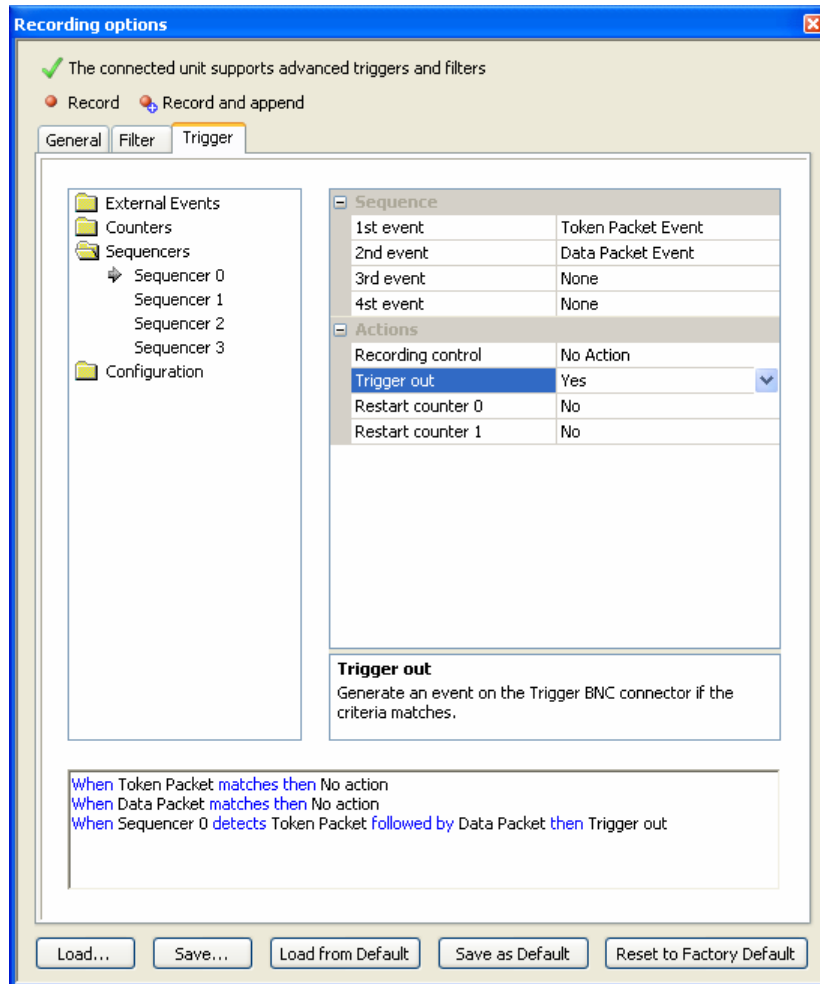 Recording options
The connected unit supports advanced triggers and filters
Record Record and append
General Filter Trigger
External Events
Counters
Sequencers
Sequencer 0
Sequencer 1
Sequencer 2
Sequencer 3
Configuration
Sequence
1st event Token Packet Event
2nd event Data Packet Event
3rd event None
4st event None
Actions
Recording control No Action
Trigger out Yes
Restart counter 0 No
Restart counter 1 No
Trigger out
Generate an event on the Trigger BNC connector if the
criteria matches.
When Token Packet matches then No action
When Data Packet matches then No action
When Sequencer 0 detects Token Packet followed by Data Packet then Trigger out
Load... Save... Load from Default Save as Default Reset to Factory Default